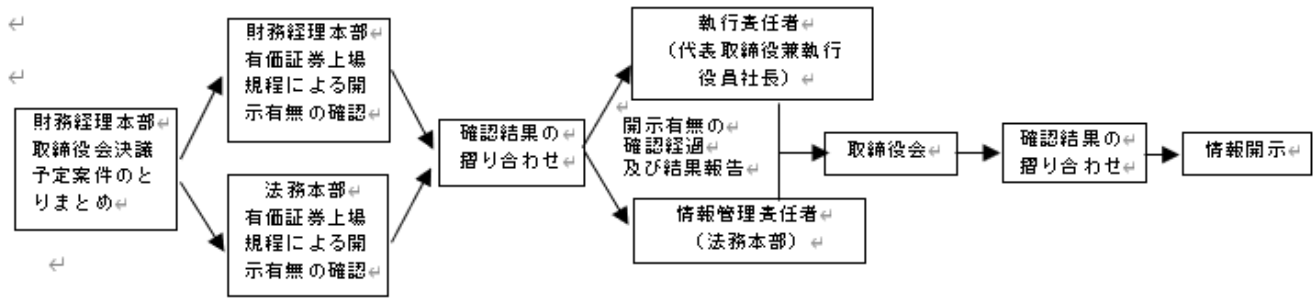 財務経理本部
取締役会決議
予定案件のと
りまとめ
財務経理本部
有価証券上場
規程による開
示有無の確認
法務本部
有価証券上場
規程による開
示有無の確認
確認結果の
摺り合わせ
執行責任者
（代表取締役兼執行
役員社長）
開示有無の
確認経過
及び結果報告
情報管理責任者
（法務本部）
取締役会
確認結果の
摺り合わせ
情報開示